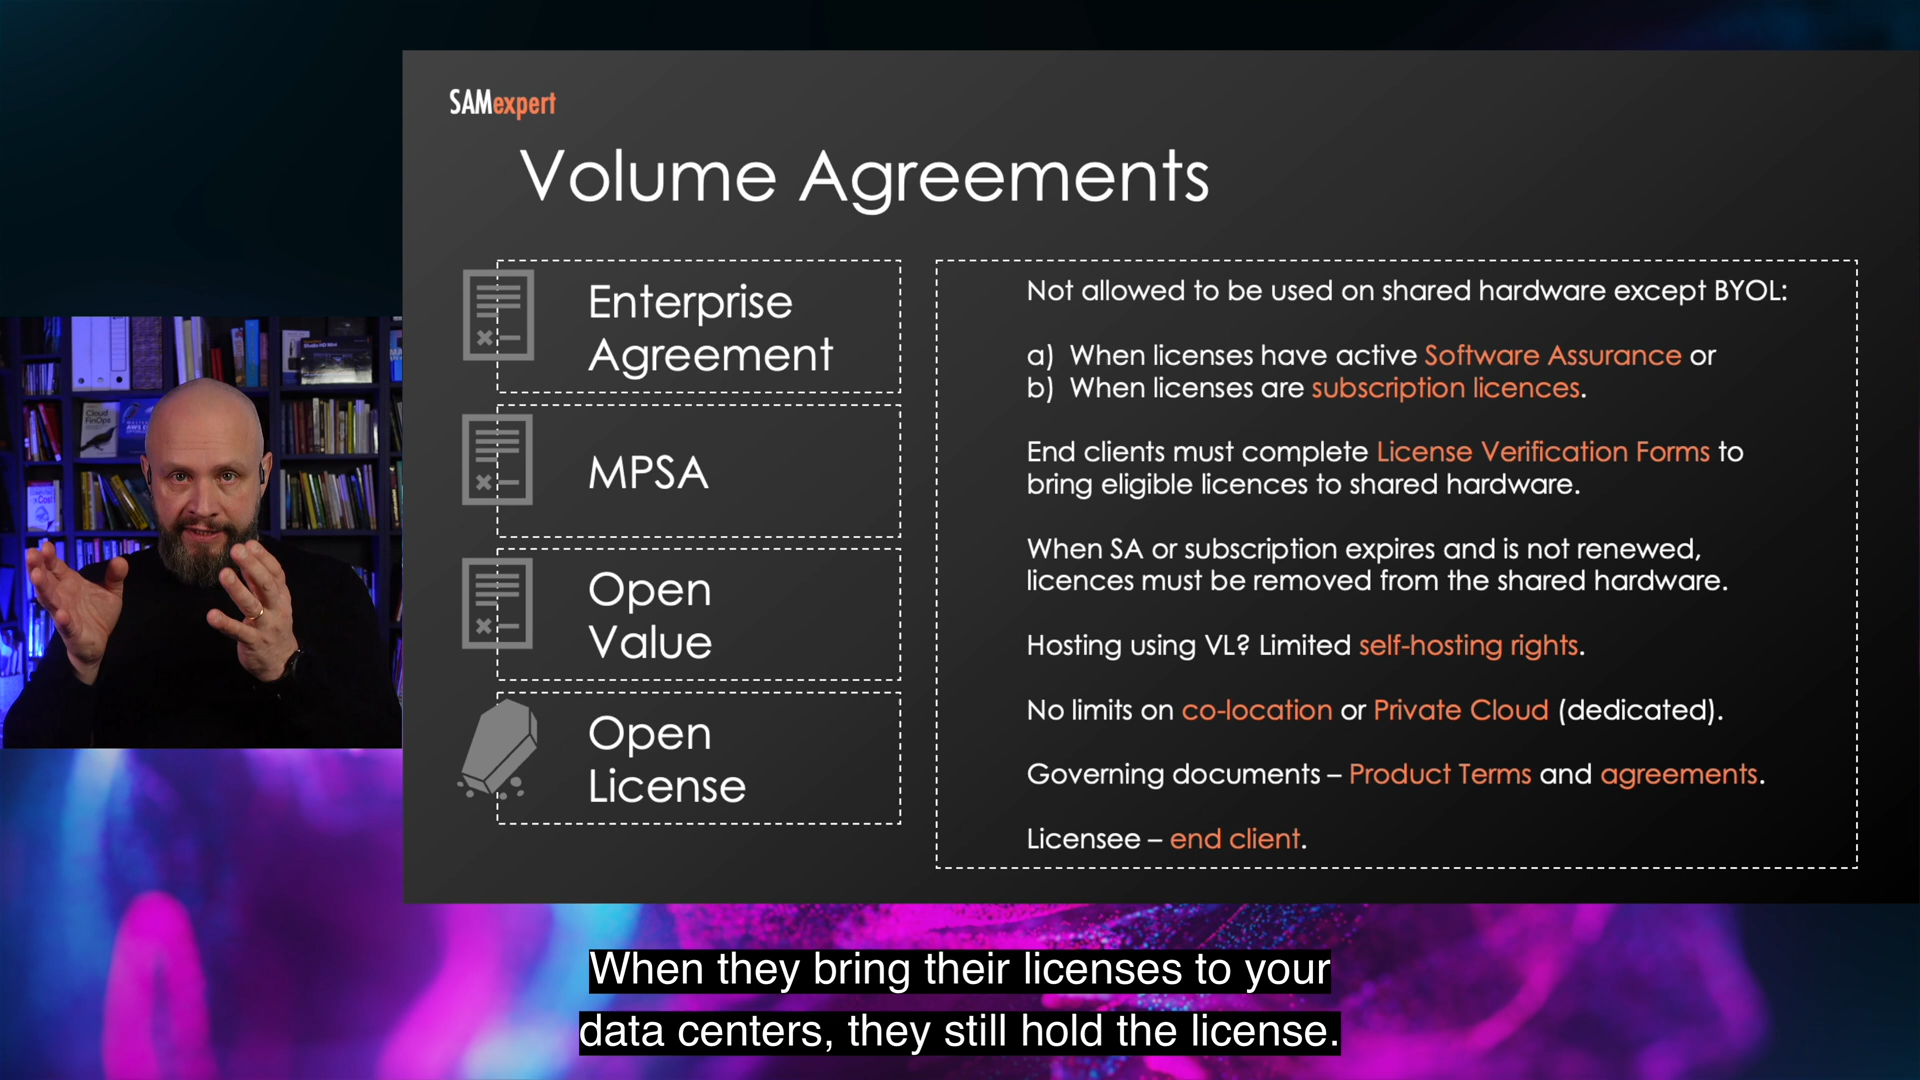 SAMexpert
Volume Agreements
Enterprise
Agreement
MPSA
Open
Value
Open
License
Not allowed to be used on shared hardware except BYOL:
a) When licenses have active Software Assurance or
b) When licenses are subscription licences.
End clients must complete License Verification Forms to
bring eligible licences to shared hardware.
When SA or subscription expires and is not renewed,
licences must be removed from the shared hardware.
Hosting using VL? Limited self-hosting rights.
No limits on co-location or Private Cloud (dedicated).
Governing documents – Product Terms and agreements.
Licensee – end client.
Cloud
FinOps
When they bring their licenses to your
data centers, they still hold the license.